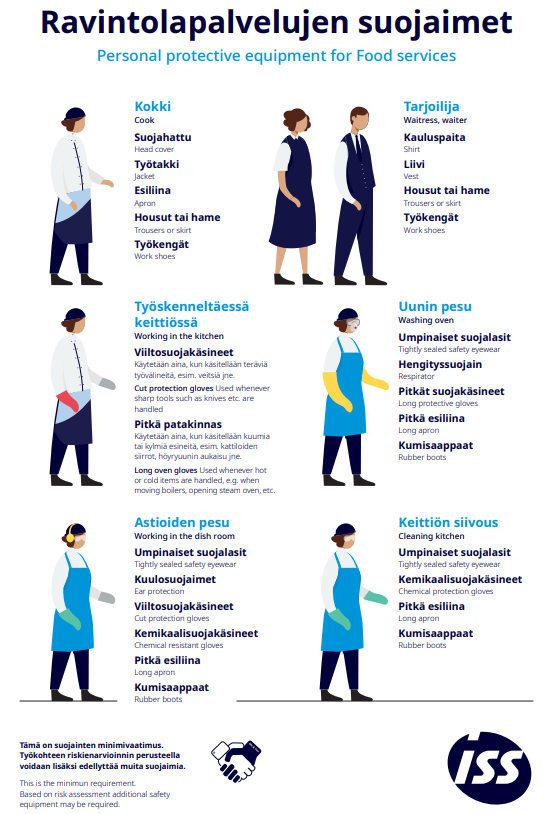 Ravintolapalvelujen suojaimet
Personal protective equipment for Food services
Kokki
Cook
Suojahattu
Head cover
Työtakki
Jacket
Esiliina
Apron
Housut tai hame
Trousers or skirt
Työkengät
Work shoes
Tarjoilija
Waitress, waiter
Kauluspaita
Shirt
Liivi
Vest
Housut tai hame
Trousers or skirt
Työkengät
Work shoes
Työskenneltäessä
keittiössä
Working in the kitchen
Viiltosuojakäsineet
Käytetään aina, kun käsitellään teräviä
työvälineitä, esim. veitsiä jne.
Cut protection gloves Used whenever
sharp tools such as knives etc. are
handled
Pitkä patakinnas
Käytetään aina, kun käsitellään kuumia
tai kylmiä esineitä, esim. kattiloiden
siirrot, höyryuunin aukaisu jne.
Long oven gloves Used whenever hot
or cold items are handled, e.g. when
moving boilers, opening steam oven, etc.
Uunin pesu
Washing oven
Umpinaiset suojalasit
Tightly sealed safety eyewear
Hengityssuojain
Respirator
Pitkät suojakäsineet
Long protective gloves
Pitkä esiliina
Long apron
Kumisaappaat
Rubber boots
Astioiden pesu
Working in the dish room
Umpinaiset suojalasit
Tightly sealed safety eyewear
Kuulosuojaimet
Ear protection
Viiltosuojakäsineet
Cut protection gloves
Kemikaalisuojakäsineet
Chemical resistant gloves
Pitkä esiliina
Long apron
Kumisaappaat
Rubber boots
Keittiön siivous
Cleaning kitchen
Umpinaiset suojalasit
Tightly sealed safety eyewear
Kemikaalisuojakäsineet
Chemical protection gloves
Pitkä esiliina
Long apron
Kumisaappaat
Rubber boots
Tämä on suojainten minimivaatimus.
Työkohteen riskienarvioinnin perusteella
voidaan lisäksi edellyttää muita suojaimia.
This is the minimun requirement.
Based on risk assessment additional safety
equipment may be required.
ISS